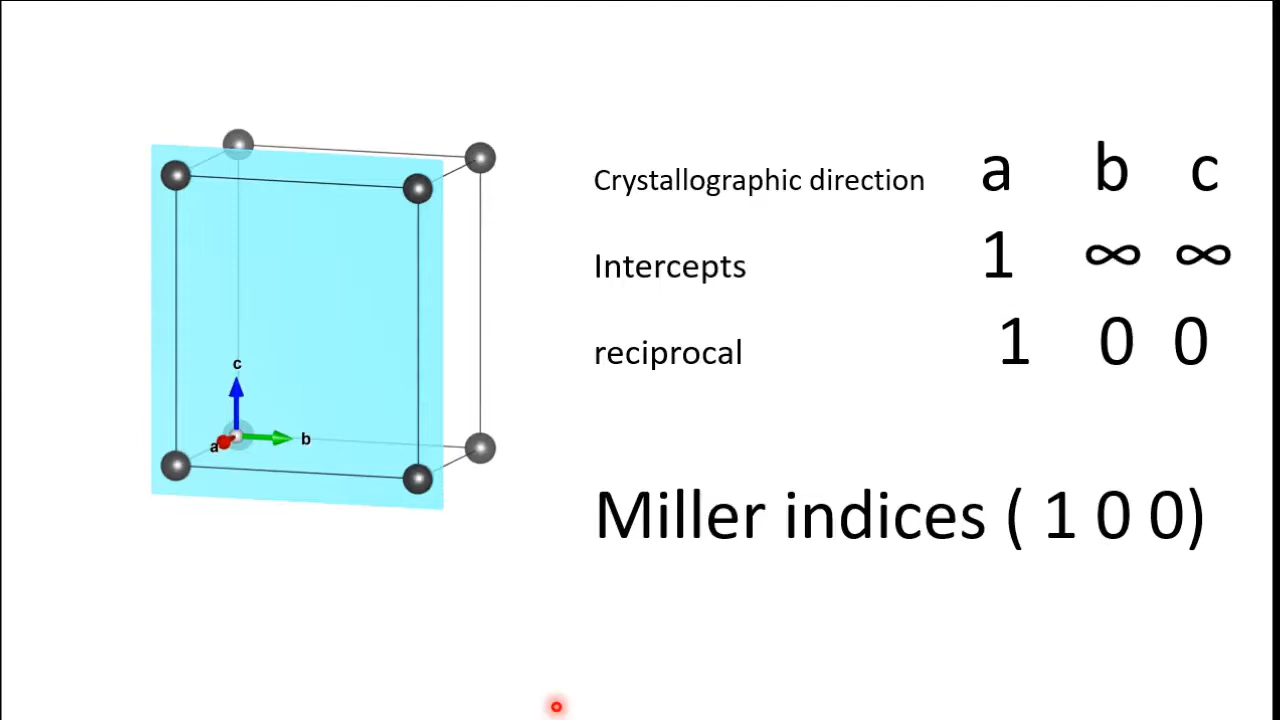 Crystallographic direction a b c
Intercepts 1 ∞ ∞
reciprocal 1 0 0
c
a
b
Miller indices ( 1 0 0)